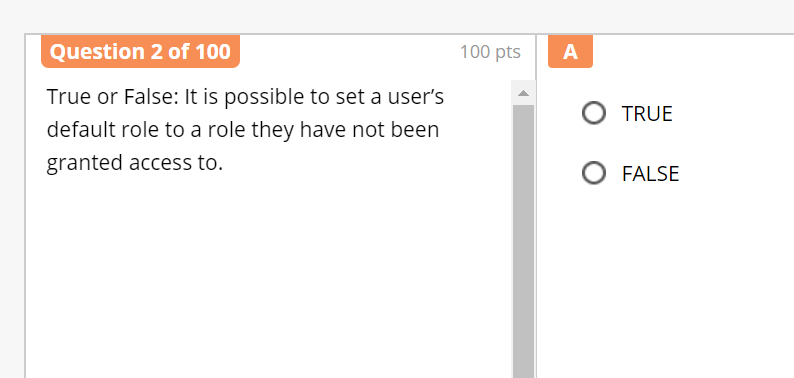 Question 2 of 100
100 pts
True or False: It is possible to set a user’s
default role to a role they have not been
granted access to.
A
TRUE
FALSE